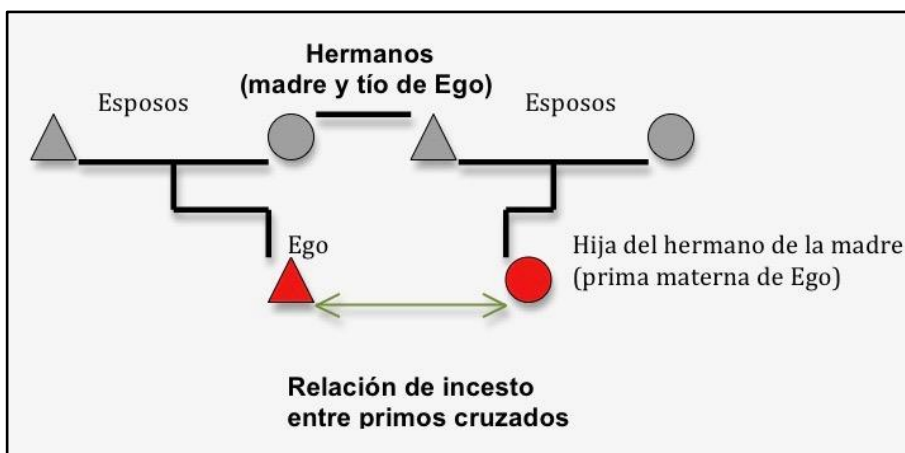 Hermanos
(madre y tío de Ego)
Esposos
Esposos
Ego
Hija del hermano de la madre
(prima materna de Ego)
Relación de incesto
entre primos cruzados